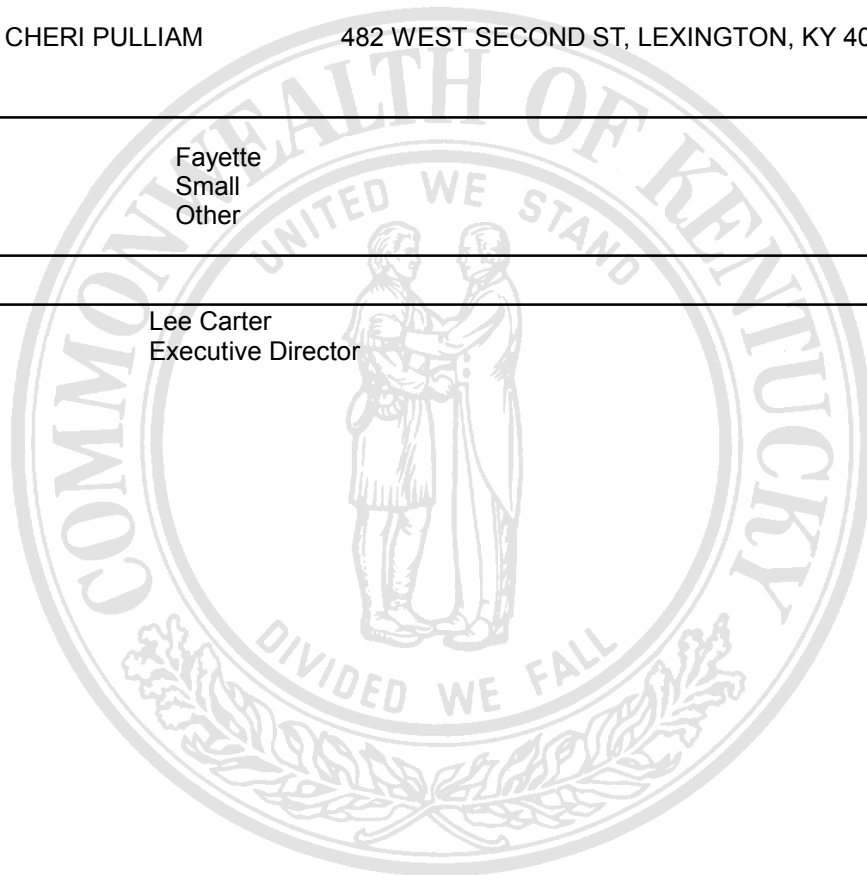 CHERI PULLIAM 482 WEST SECOND ST, LEXINGTON, KY 40
Fayette
Small
Other
Lee Carter
Executive Director
COMMONWEALTH OF KENTUCKY
UNITED WE STAND
DIVIDED WE FALL